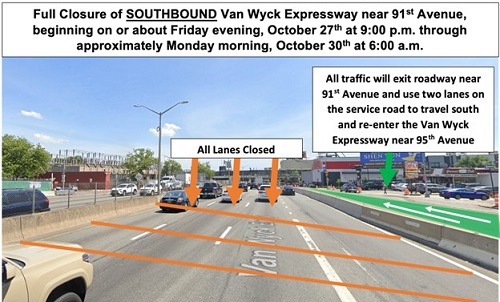 Full Closure of SOUTHBOUND Van Wyck Expressway near 91st Avenue,
beginning on or about Friday evening, October 27th at 9:00 p.m. through
approximately Monday morning, October 30th at 6:00 a.m.
All traffic will exit roadway near
91st Avenue and use two lanes on
the service road to travel south
and re-enter the Van Wyck
Expressway near 95th Avenue
All Lanes Closed
Van Wyck